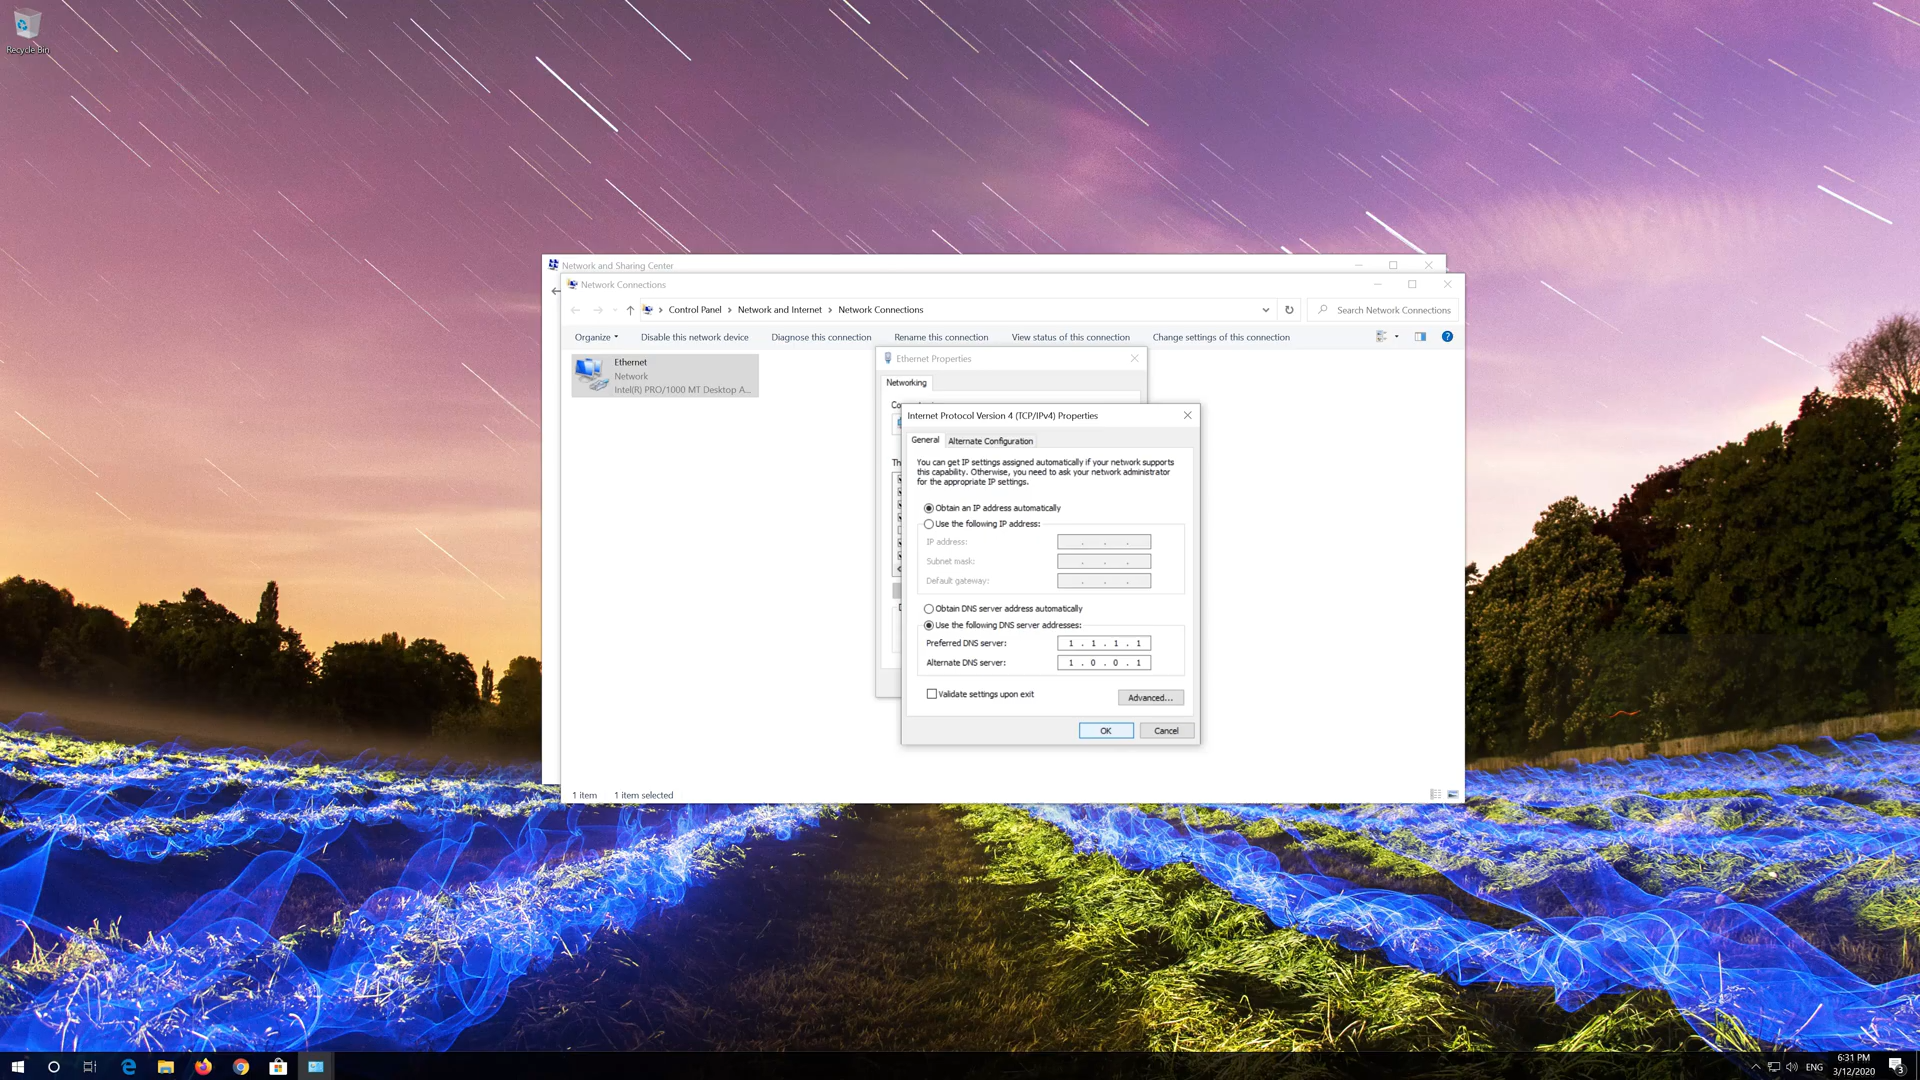 Recycle Bin
Network and Sharing Center
Network Connections
Control Panel
Network and Internet
Network Connections
Search Network Connections
Organize
Disable this network device
Diagnose this connection
Rename this connection
View status of this connection
Change settings of this connection
Ethernet
Network
Intel(R) PRO/1000 MT Desktop A...
Ethernet Properties
Networking
Internet Protocol Version 4 (TCP/IPv4) Properties
General
Alternate Configuration
You can get IP settings assigned automatically if your network supports
this capability. Otherwise, you need to ask your network administrator
for the appropriate IP settings.
Obtain an IP address automatically
Use the following IP address:
IP address:
Subnet mask:
Default gateway:
Obtain DNS server address automatically
Use the following DNS server addresses:
Preferred DNS server:
1 . 1 . 1 . 1
Alternate DNS server:
1 . 0 . 0 . 1
Validate settings upon exit
Advanced...
OK
Cancel
1 item
1 item selected
ENG
6:31 PM
3/12/2020
3